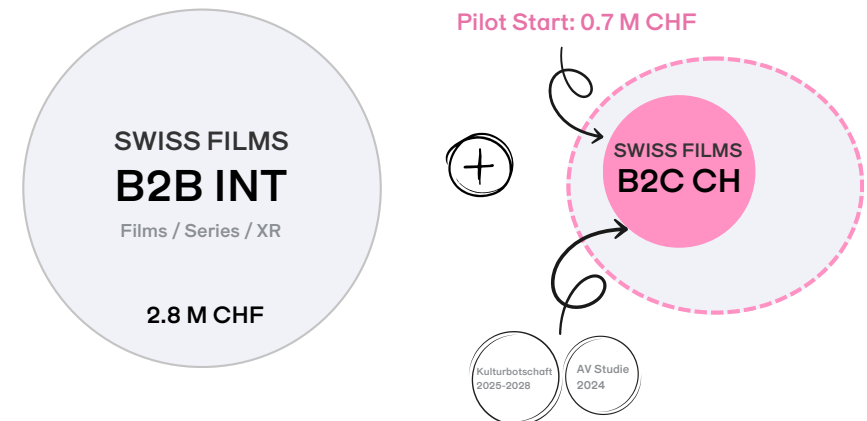 Pilot Start: 0.7 M CHF
SWISS FILMS
B2B INT
Films / Series / XR
2.8 M CHF
SWISS FILMS
B2C CH
Kulturbotschaft
2025-2028
AV Studie
2024